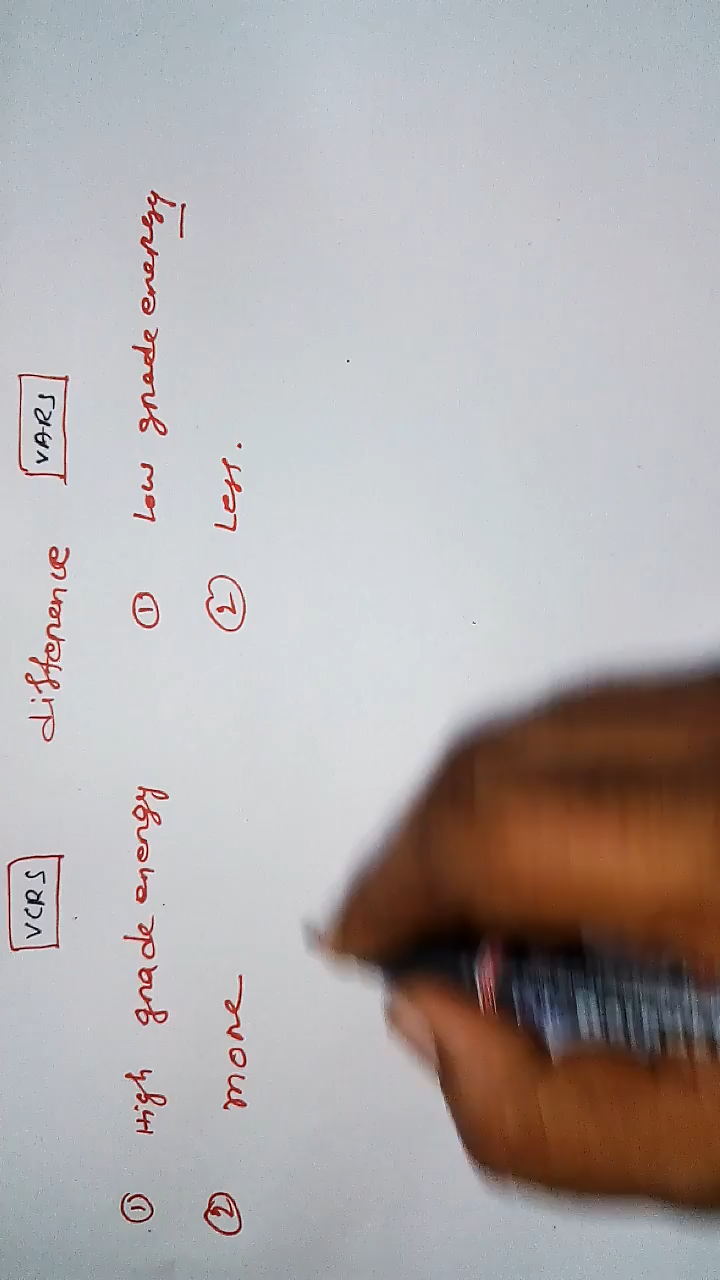 VCRS difference VARS
① High grade energy ① Low grade energy
② more ② Less.